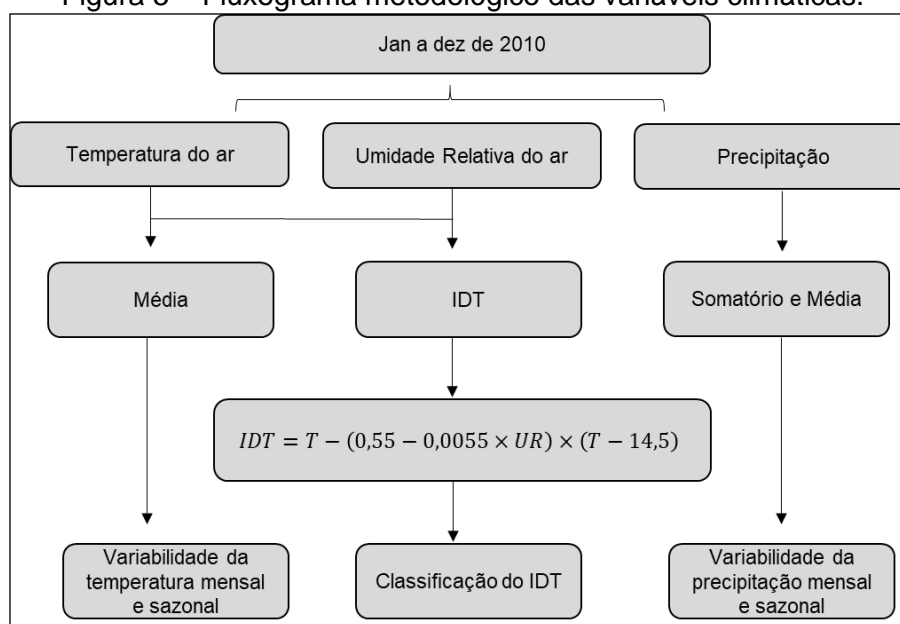 Jan a dez de 2010
Temperatura do ar
Umidade Relativa do ar
Precipitação
Média
IDT
Somatório e Média
IDT = T − (0,55 − 0,0055 × UR) × (T − 14,5)
Variabilidade da
temperatura mensal
e sazonal
Classificação do IDT
Variabilidade da
precipitação mensal
e sazonal